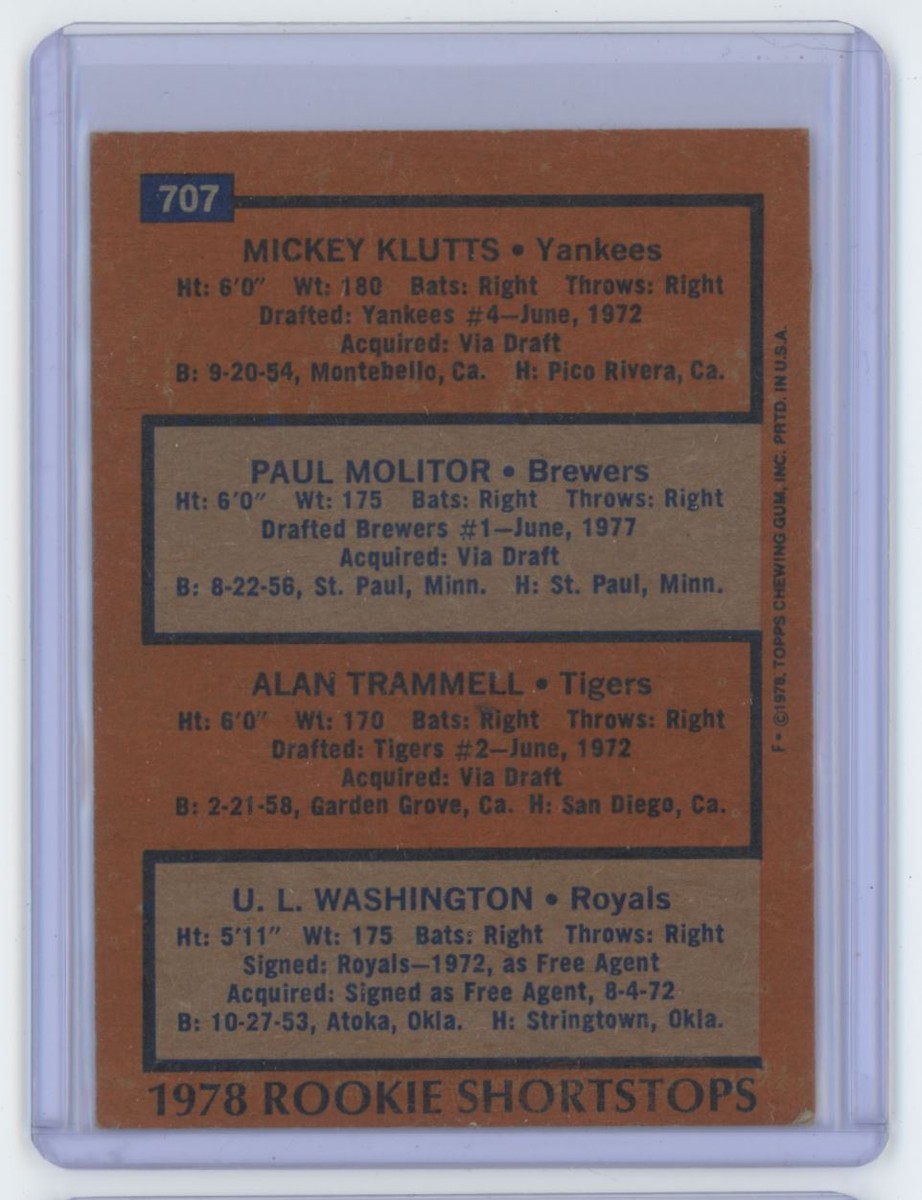 707
MICKEY KLUTTS • Yankees
Ht: 6'0" Wt: 180 Bats: Right Throws: Right
Drafted: Yankees #4—June, 1972
Acquired: Via Draft
B: 9-20-54, Montebello, Ca. H: Pico Rivera, Ca.
PAUL MOLITOR • Brewers
Ht: 6'0" Wt: 175 Bats: Right Throws: Right
Drafted Brewers #1—June, 1977
Acquired: Via Draft
B: 8-22-56, St. Paul, Minn. H: St. Paul, Minn.
ALAN TRAMMELL • Tigers
Ht: 6'0" Wt: 170 Bats: Right Throws: Right
Drafted: Tigers #2—June, 1972
Acquired: Via Draft
B: 2-21-58, Garden Grove, Ca. H: San Diego, Ca.
U. L. WASHINGTON • Royals
Ht: 5'11" Wt: 175 Bats: Right Throws: Right
Signed: Royals—1972, as Free Agent
Acquired: Signed as Free Agent, 8-4-72
B: 10-27-53, Atoka, Okla. H: Stringtown, Okla.
1978 ROOKIE SHORTSTOPS
F* ©1978, TOPPS CHEWING GUM, INC. PRTD. IN U.S.A.